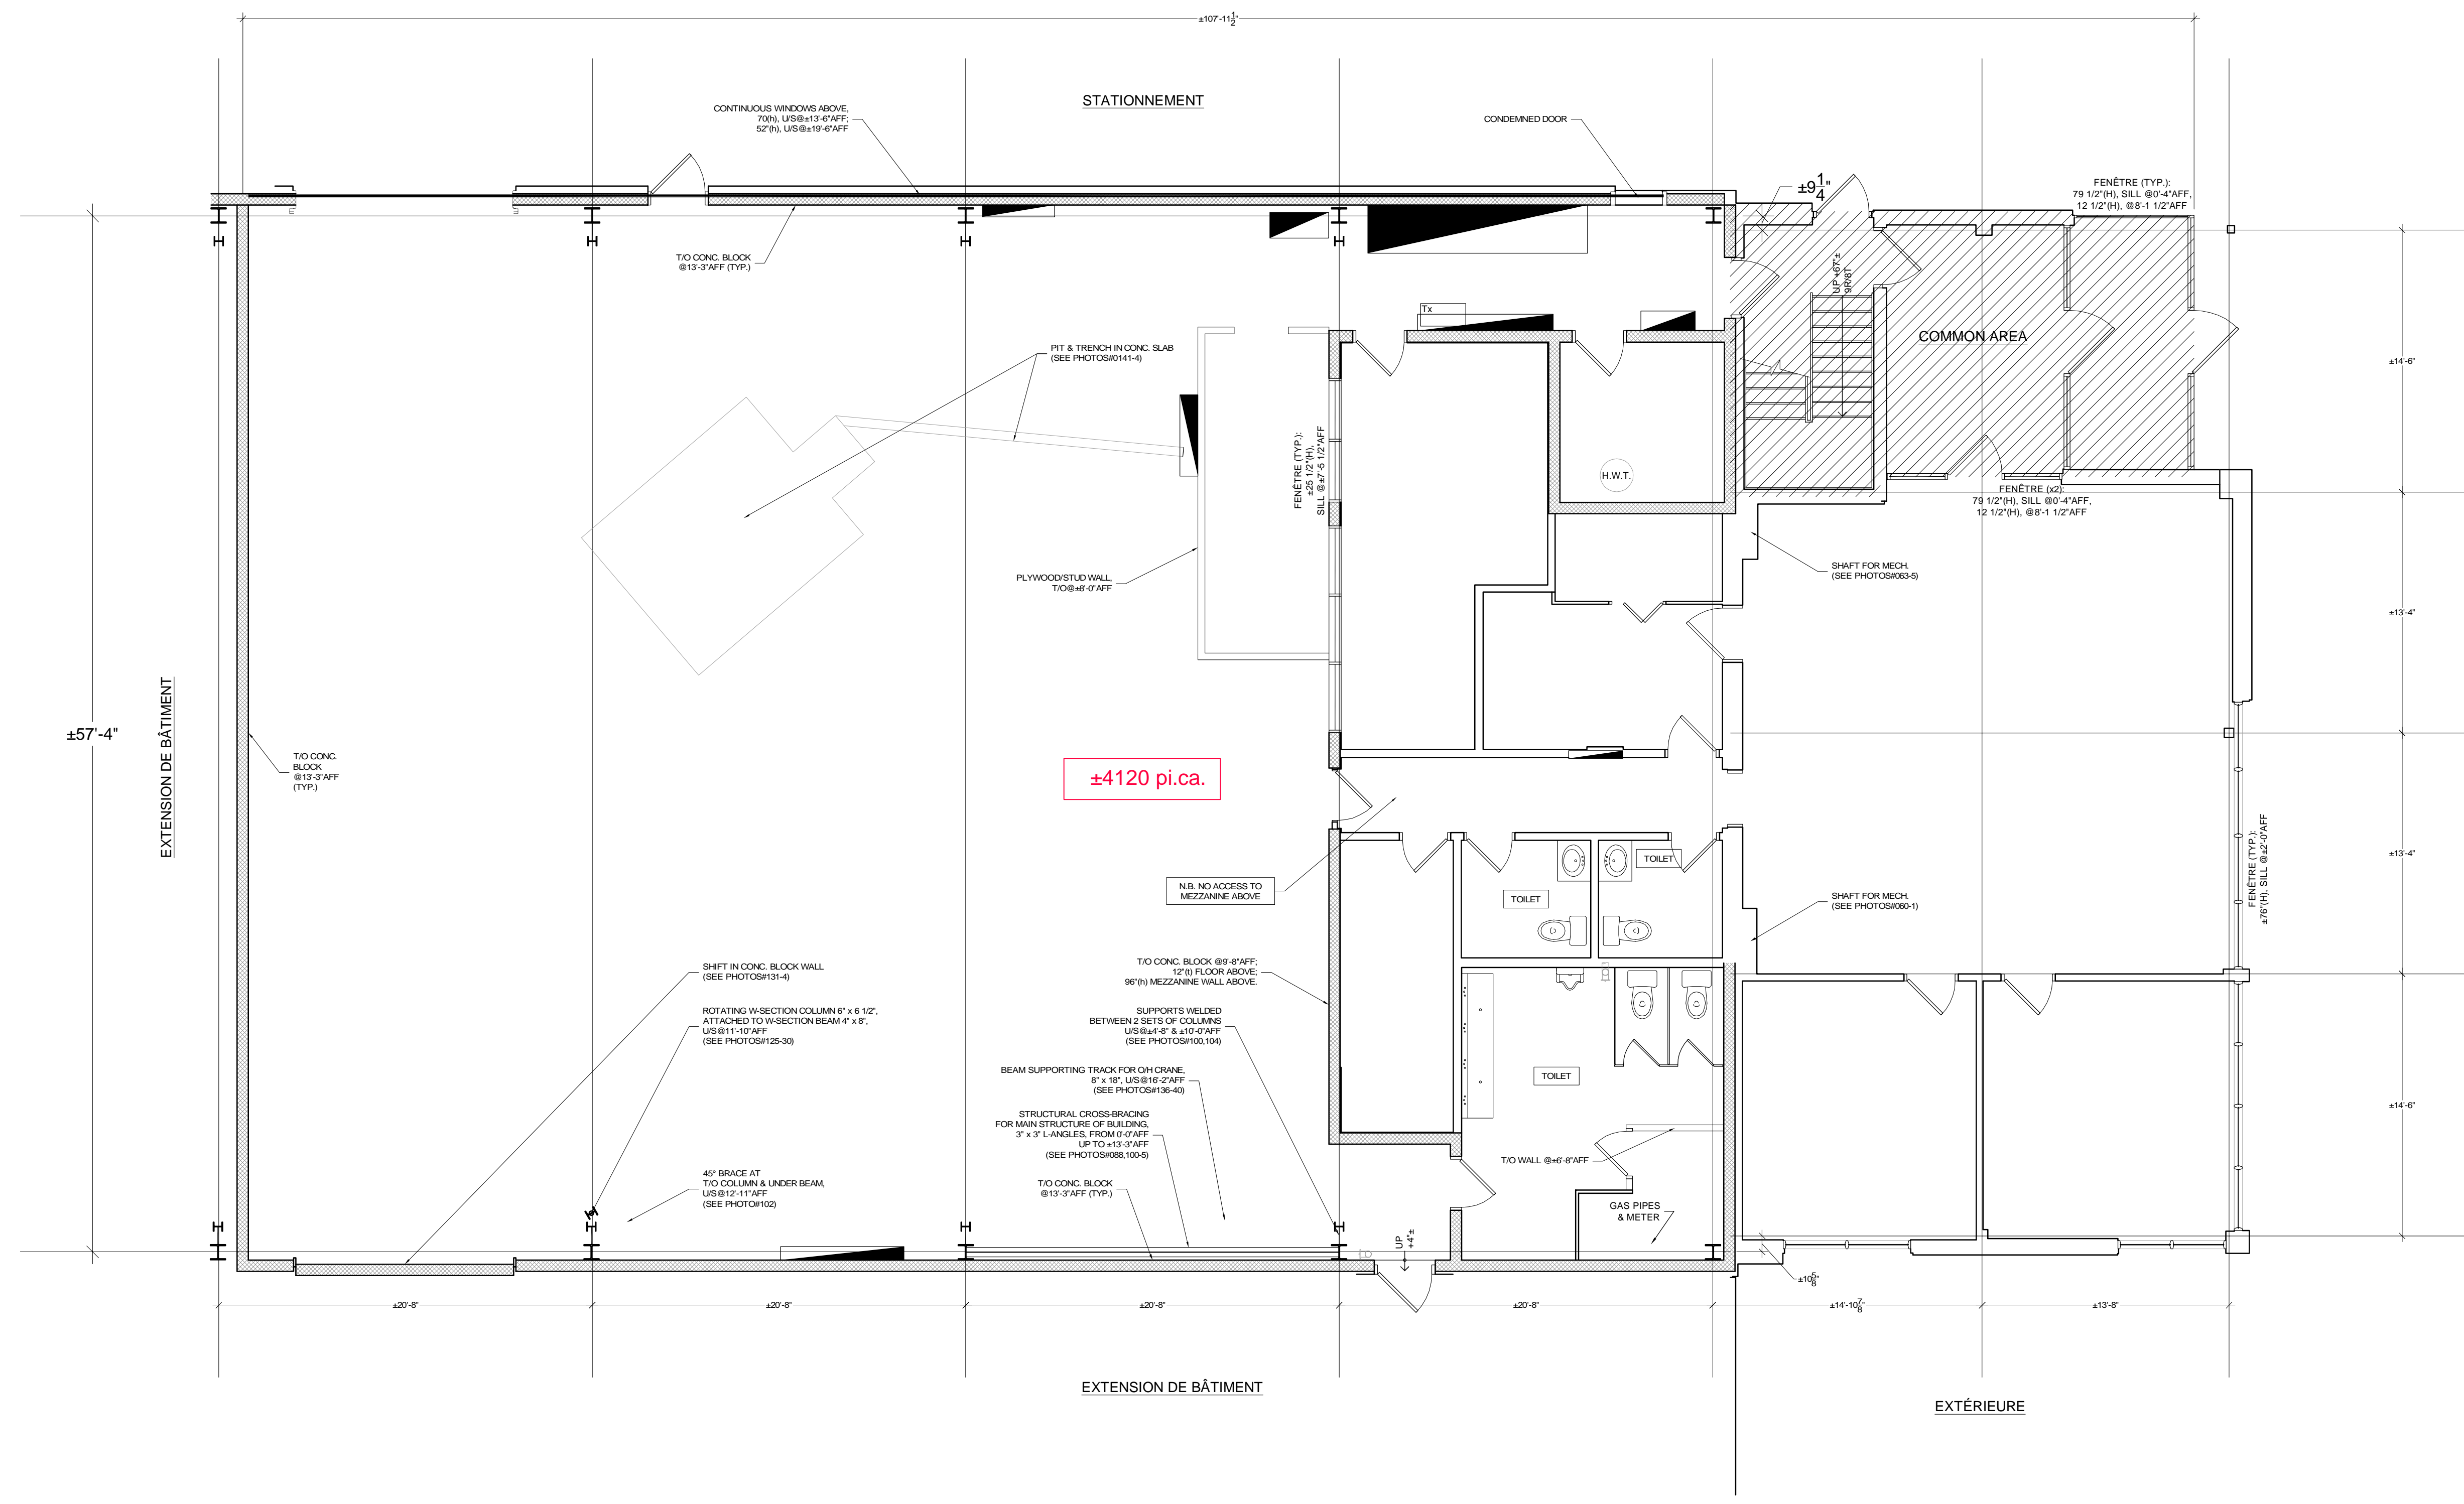 ±107'-11 1/2"
STATIONNEMENT
CONTINUOUS WINDOWS ABOVE,
70(h), U/S@±13'-6"AFF;
52"(h), U/S@±19'-6"AFF
CONDEMNED DOOR
±9 1/4"
FENÊTRE (TYP.):
79 1/2"(H), SILL @0'-4"AFF,
12 1/2"(H), @8'-1 1/2"AFF
T/O CONC. BLOCK
@13'-3"AFF (TYP.)
UP +67"±
9R/8T
Tx
COMMON AREA
PIT & TRENCH IN CONC. SLAB
(SEE PHOTOS#0141-4)
±14'-6"
FENÊTRE (TYP.):
±25 1/2"(H),
SILL @±7'-5 1/2"AFF
H.W.T.
FENÊTRE (x2):
79 1/2"(H), SILL @0'-4"AFF,
12 1/2"(H), @8'-1 1/2"AFF
PLYWOOD/STUD WALL,
T/O@±8'-0"AFF
SHAFT FOR MECH.
(SEE PHOTOS#063-5)
±13'-4"
±57'-4"
EXTENSION DE BÂTIMENT
T/O CONC.
BLOCK
@13'-3"AFF
(TYP.)
±4120 pi.ca.
TOILET
±13'-4"
FENÊTRE (TYP.):
±76"(H), SILL @±2'-0"AFF
N.B. NO ACCESS TO
MEZZANINE ABOVE
TOILET
SHAFT FOR MECH.
(SEE PHOTOS#060-1)
SHIFT IN CONC. BLOCK WALL
(SEE PHOTOS#131-4)
T/O CONC. BLOCK @9'-8"AFF;
12"(t) FLOOR ABOVE;
96"(h) MEZZANINE WALL ABOVE.
ROTATING W-SECTION COLUMN 6" x 6 1/2",
ATTACHED TO W-SECTION BEAM 4" x 8",
U/S@11'-10"AFF
(SEE PHOTOS#125-30)
SUPPORTS WELDED
BETWEEN 2 SETS OF COLUMNS
U/S@±4'-8" & ±10'-0"AFF
(SEE PHOTOS#100,104)
BEAM SUPPORTING TRACK FOR O/H CRANE,
8" x 18", U/S@16'-2"AFF
(SEE PHOTOS#136-40)
TOILET
±14'-6"
STRUCTURAL CROSS-BRACING
FOR MAIN STRUCTURE OF BUILDING,
3" x 3" L-ANGLES, FROM 0'-0"AFF
UP TO ±13'-3"AFF
(SEE PHOTOS#088,100-5)
T/O WALL @±6'-8"AFF
45° BRACE AT
T/O COLUMN & UNDER BEAM,
U/S@12'-11"AFF
(SEE PHOTO#102)
T/O CONC. BLOCK
@13'-3"AFF (TYP.)
GAS PIPES
& METER
UP
+4"±
±10 5/8"
±20'-8"
±20'-8"
±20'-8"
±20'-8"
±14'-10 7/8"
±13'-8"
EXTENSION DE BÂTIMENT
EXTÉRIEURE